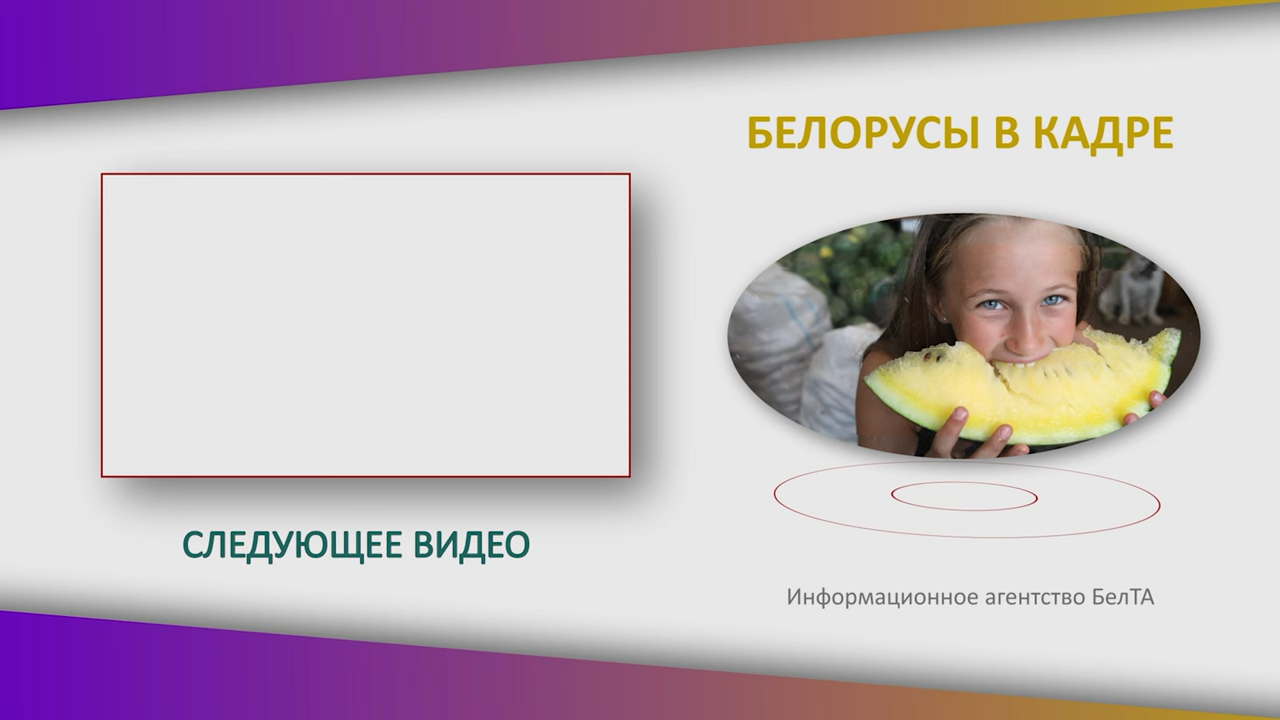 БЕЛОРУСЫ В КАДРЕ
СЛЕДУЮЩЕЕ ВИДЕО
Информационное агентство БелТА